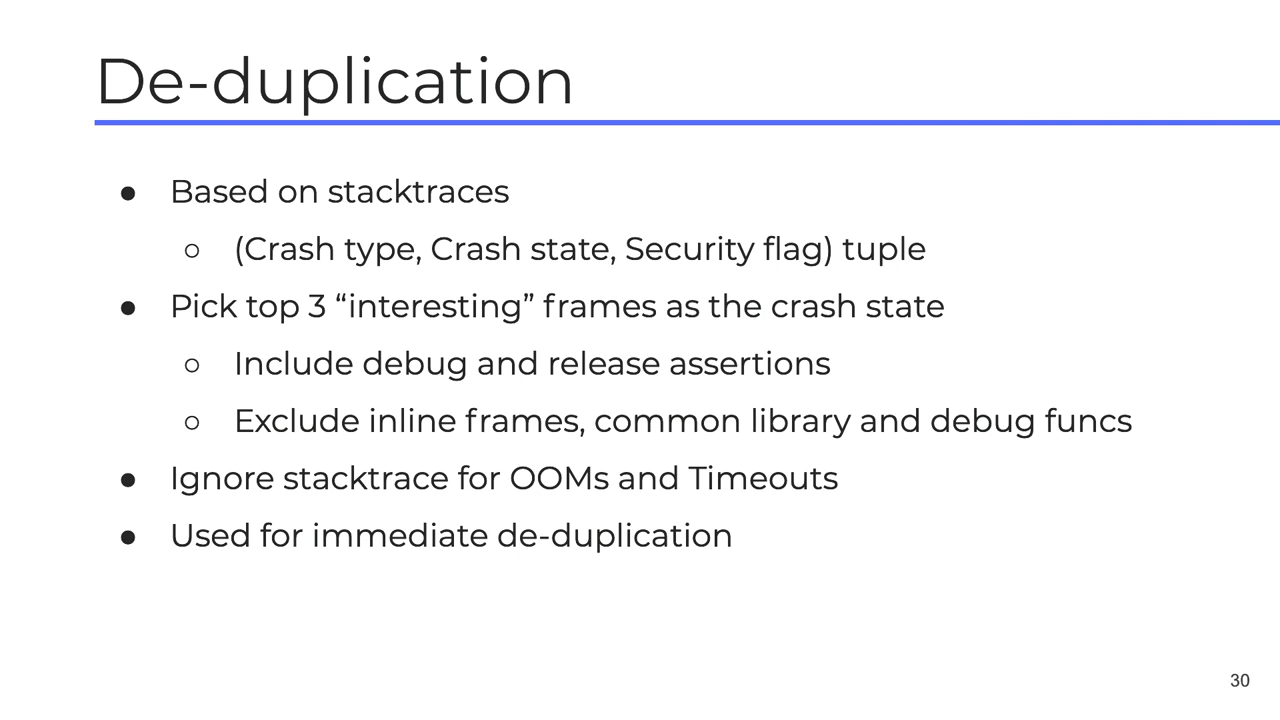 De-duplication
● Based on stacktraces
○ (Crash type, Crash state, Security flag) tuple
● Pick top 3 “interesting” frames as the crash state
○ Include debug and release assertions
○ Exclude inline frames, common library and debug funcs
● Ignore stacktrace for OOMs and Timeouts
● Used for immediate de-duplication
30